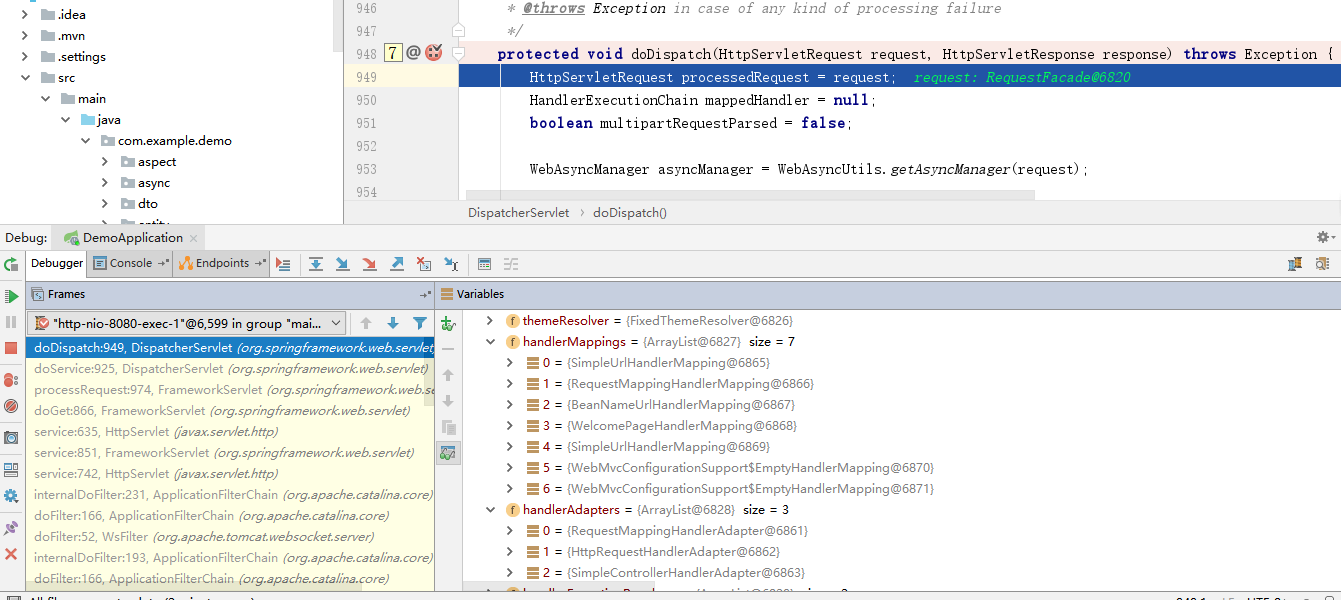 .idea
.mvn
.settings
src
main
java
com.example.demo
aspect
async
dto
946 * @throws Exception in case of any kind of processing failure
947 */
948 7 @ protected void doDispatch(HttpServletRequest request, HttpServletResponse response) throws Exception {
949 HttpServletRequest processedRequest = request; request: RequestFacade@6820
950 HandlerExecutionChain mappedHandler = null;
951 boolean multipartRequestParsed = false;
952
953 WebAsyncManager asyncManager = WebAsyncUtils.getAsyncManager(request);
954
DispatcherServlet › doDispatch()
Debug: DemoApplication
Debugger Console Endpoints
Frames
"http-nio-8080-exec-1"@6,599 in group "mai...
doDispatch:949, DispatcherServlet (org.springframework.web.servlet
doService:925, DispatcherServlet (org.springframework.web.servlet)
processRequest:974, FrameworkServlet (org.springframework.web.se
doGet:866, FrameworkServlet (org.springframework.web.servlet)
service:635, HttpServlet (javax.servlet.http)
service:851, FrameworkServlet (org.springframework.web.servlet)
service:742, HttpServlet (javax.servlet.http)
internalDoFilter:231, ApplicationFilterChain (org.apache.catalina.core)
doFilter:166, ApplicationFilterChain (org.apache.catalina.core)
doFilter:52, WsFilter (org.apache.tomcat.websocket.server)
internalDoFilter:193, ApplicationFilterChain (org.apache.catalina.core)
doFilter:166, ApplicationFilterChain (org.apache.catalina.core)
Variables
themeResolver = {FixedThemeResolver@6826}
handlerMappings = {ArrayList@6827} size = 7
0 = {SimpleUrlHandlerMapping@6865}
1 = {RequestMappingHandlerMapping@6866}
2 = {BeanNameUrlHandlerMapping@6867}
3 = {WelcomePageHandlerMapping@6868}
4 = {SimpleUrlHandlerMapping@6869}
5 = {WebMvcConfigurationSupport$EmptyHandlerMapping@6870}
6 = {WebMvcConfigurationSupport$EmptyHandlerMapping@6871}
handlerAdapters = {ArrayList@6828} size = 3
0 = {RequestMappingHandlerAdapter@6861}
1 = {HttpRequestHandlerAdapter@6862}
2 = {SimpleControllerHandlerAdapter@6863}